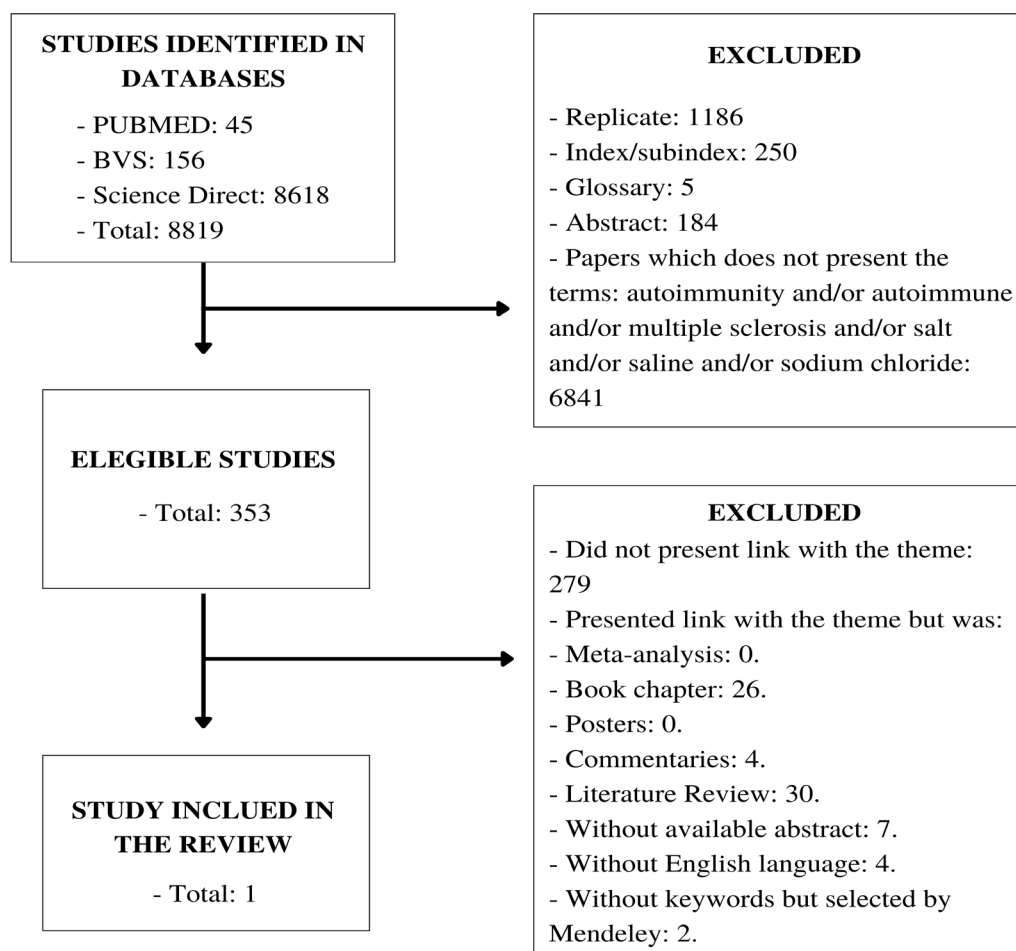 STUDIES IDENTIFIED IN
DATABASES
- PUBMED: 45
- BVS: 156
- Science Direct: 8618
- Total: 8819
EXCLUDED
- Replicate: 1186
- Index/subindex: 250
- Glossary: 5
- Abstract: 184
- Papers which does not present the
terms: autoimmunity and/or autoimmune
and/or multiple sclerosis and/or salt
and/or saline and/or sodium chloride:
6841
ELEGIBLE STUDIES
- Total: 353
EXCLUDED
- Did not present link with the theme:
279
- Presented link with the theme but was:
- Meta-analysis: 0.
- Book chapter: 26.
- Posters: 0.
- Commentaries: 4.
- Literature Review: 30.
- Without available abstract: 7.
- Without English language: 4.
- Without keywords but selected by
Mendeley: 2.
STUDY INCLUED IN
THE REVIEW
- Total: 1